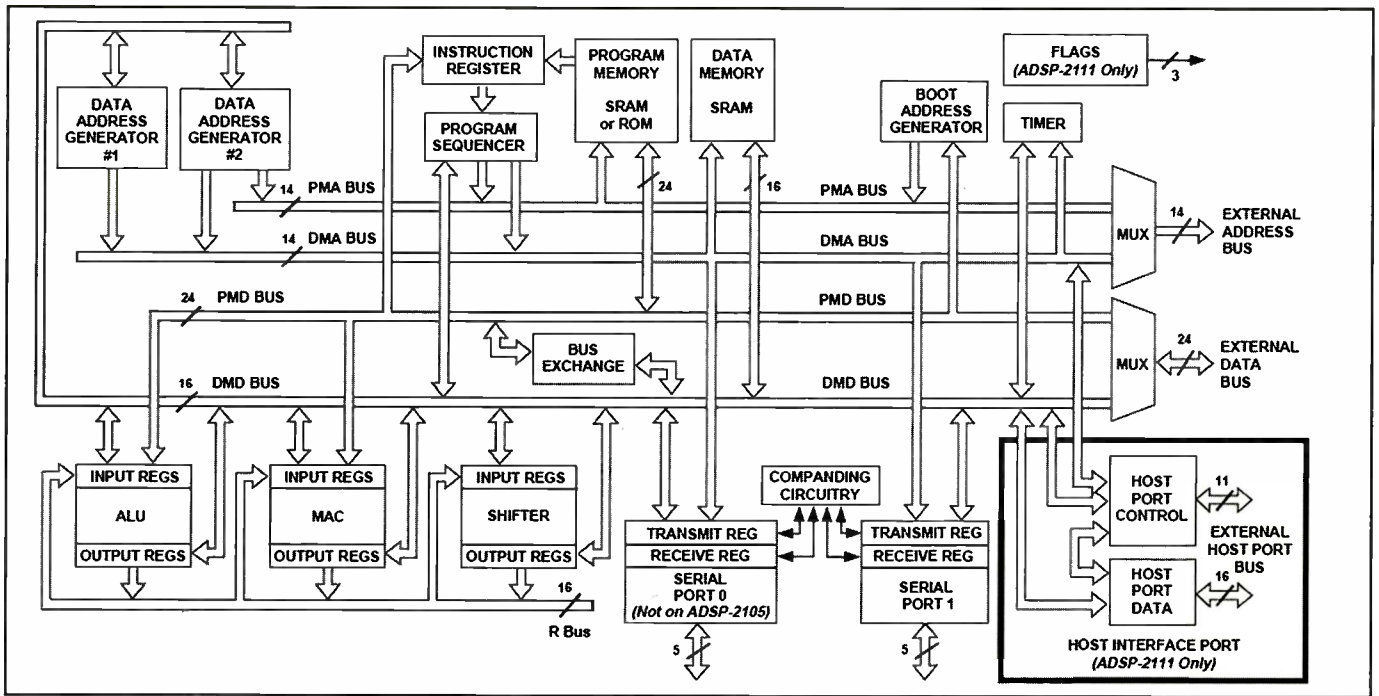 INSTRUCTION
REGISTER
PROGRAM
MEMORY
SRAM
or ROM
DATA
MEMORY
SRAM
FLAGS
(ADSP-2111 Only)
3
DATA
ADDRESS
GENERATOR
#1
DATA
ADDRESS
GENERATOR
#2
PROGRAM
SEQUENCER
BOOT
ADDRESS
GENERATOR
TIMER
14
PMA BUS
24
16
PMA BUS
14
DMA BUS
DMA BUS
MUX
14
EXTERNAL
ADDRESS
BUS
24
PMD BUS
PMD BUS
BUS
EXCHANGE
MUX
24
EXTERNAL
DATA
BUS
16
DMD BUS
DMD BUS
INPUT REGS
ALU
OUTPUT REGS
INPUT REGS
MAC
OUTPUT REGS
INPUT REGS
SHIFTER
OUTPUT REGS
16
R Bus
COMPANDING
CIRCUITRY
TRANSMIT REG
RECEIVE REG
SERIAL
PORT 0
(Not on ADSP-2105)
5
TRANSMIT REG
RECEIVE REG
SERIAL
PORT 1
5
HOST
PORT
CONTROL
11
EXTERNAL
HOST PORT
BUS
HOST
PORT
DATA
16
HOST INTERFACE PORT
(ADSP-2111 Only)